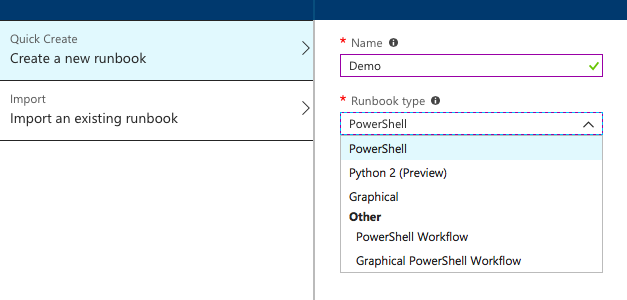 Quick Create
Create a new runbook
Import
Import an existing runbook
* Name
Demo
* Runbook type
PowerShell
PowerShell
Python 2 (Preview)
Graphical
Other
PowerShell Workflow
Graphical PowerShell Workflow